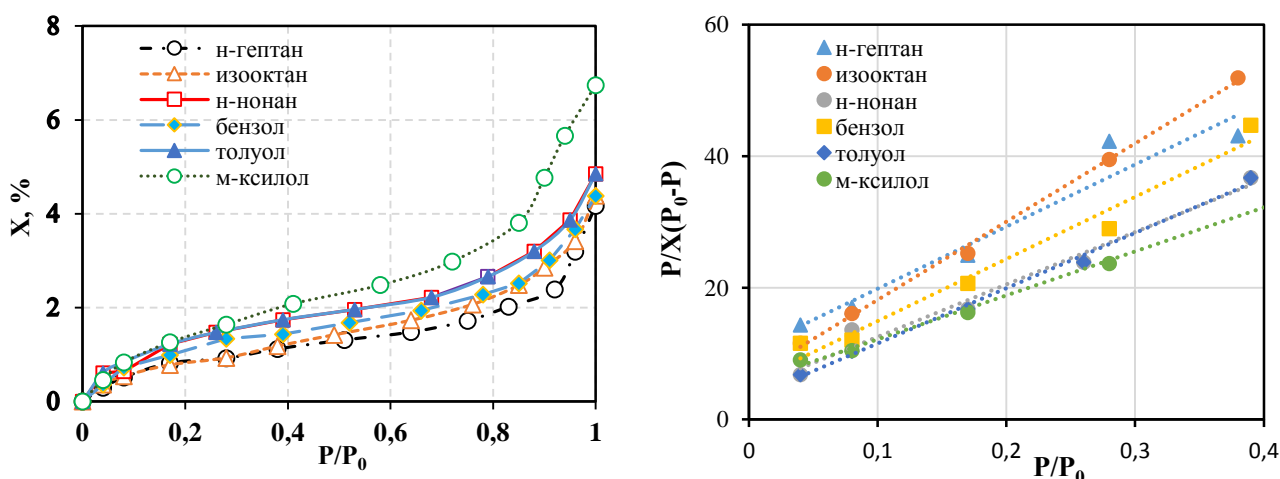 8
6
4
2
0
X, %
н-гептан
изооктан
н-нонан
бензол
толуол
м-ксилол
0
0,2
0,4
0,6
0,8
1
P/P₀
60
40
20
0
P/X(P₀-P)
н-гептан
изооктан
н-нонан
бензол
толуол
м-ксилол
0
0,1
0,2
0,3
0,4
P/P₀